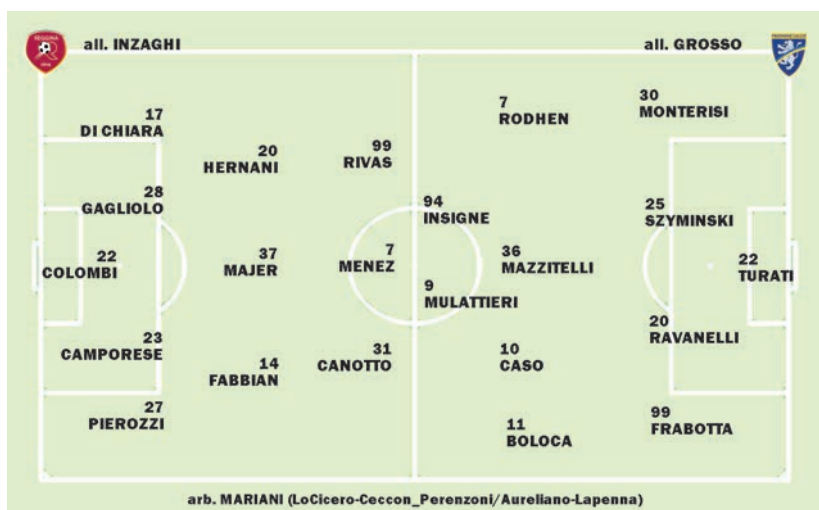 all. INZAGHI
all. GROSSO
17
DI CHIARA
20
HERNANI
99
RIVAS
28
GAGLIOLO
22
COLOMBI
37
MAJER
7
MENEZ
23
CAMPORESE
14
FABBIAN
31
CANOTTO
27
PIEROZZI
7
RODHEN
30
MONTERISI
94
INSIGNE
25
SZYMINSKI
36
MAZZITELLI
22
TURATI
9
MULATTIERI
20
RAVANELLI
10
CASO
11
BOLOCA
99
FRABOTTA
arb. MARIANI (LoCicero-Ceccon_Perenzoni/Aureliano-Lapenna)